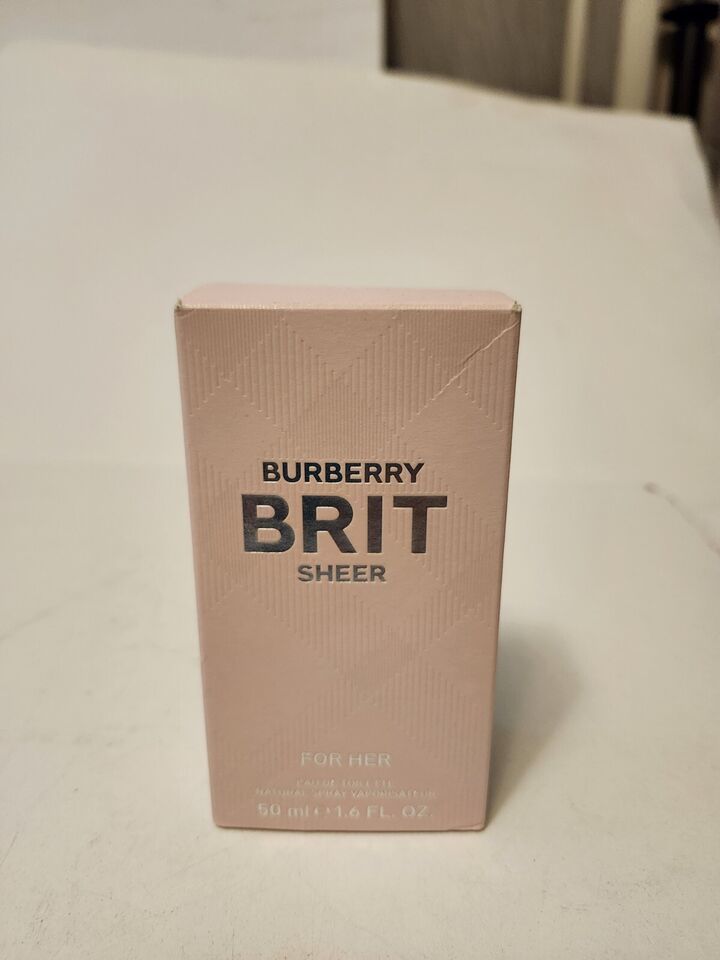 BURBERRY
BRIT
SHEER
FOR HER
EAU DE TOILETTE
NATURAL SPRAY VAPORISATEUR
50 ml ℮ 1.6 FL. OZ.